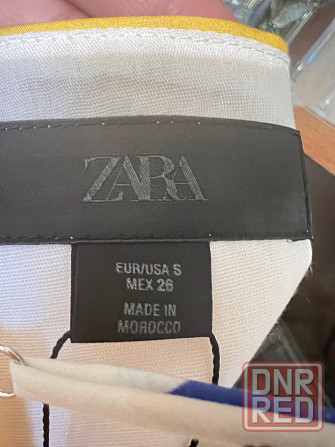 ZARA
EUR/USA S
MEX 26
MADE IN
MOROCCO
DNR
RED